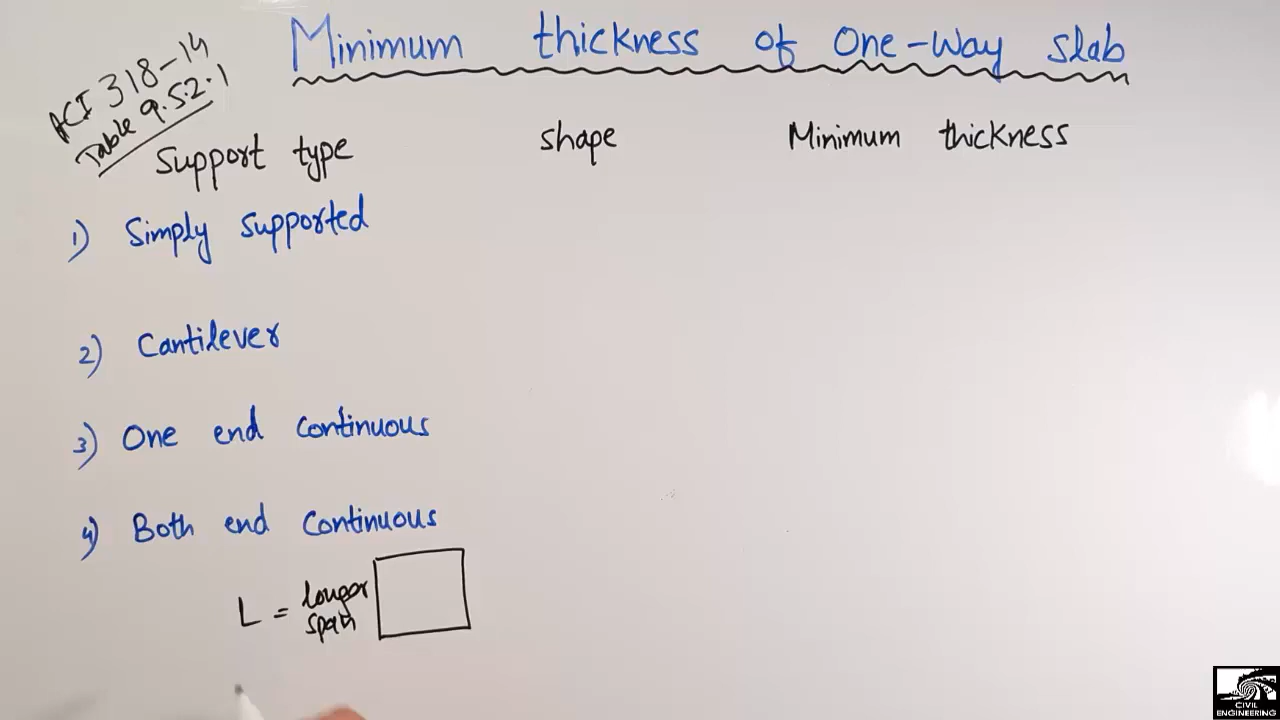 Minimum thickness of One-Way slab
ACI 318-14
Table 9.5.2.1
Support type shape Minimum thickness
1) Simply supported
2) Cantilever
3) One end continuous
4) Both end continuous
L = longer
span
CIVIL
ENGINEERING